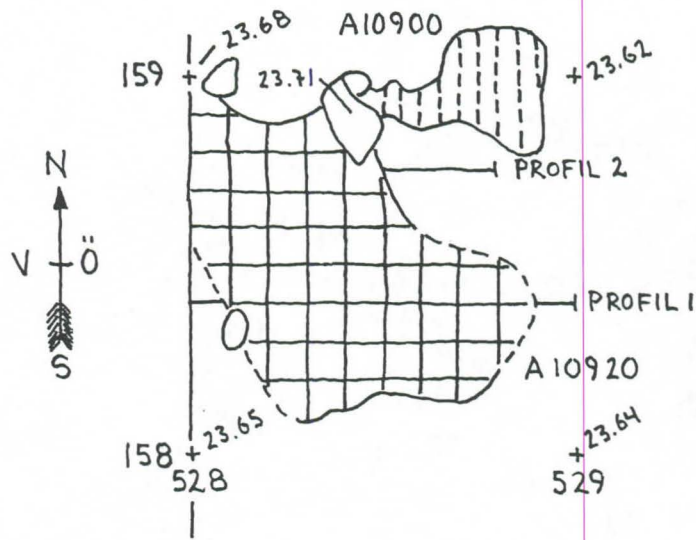 A10900
23.68
159
23.71
23.62
N
PROFIL 2
V Ö
PROFIL 1
S
A10920
23.65
23.64
158
528
529